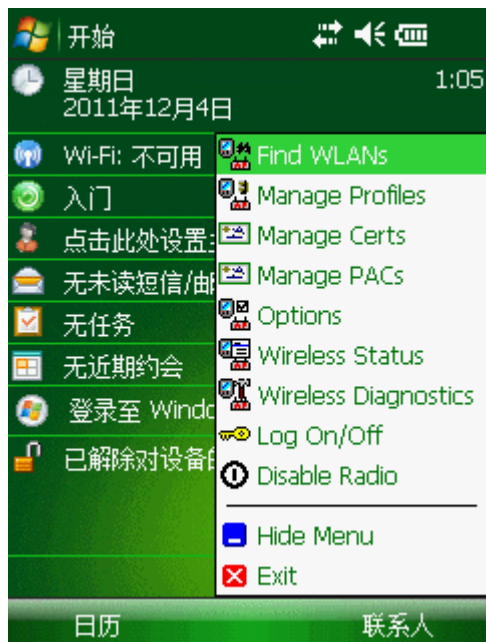 开始
星期日
1:05
2011年12月4日
Wi-Fi: 不可用
Find WLANs
入门
Manage Profiles
点击此处设置
Manage Certs
无未读短信/邮
Manage PACs
无任务
Options
无近期约会
Wireless Status
登录至 Windo
Wireless Diagnostics
已解除对设备
Log On/Off
Disable Radio
Hide Menu
Exit
日历
联系人